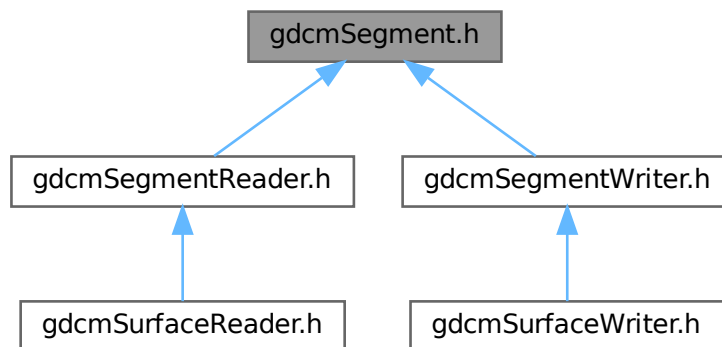 gdcmSegment.h
gdcmSegmentReader.h
gdcmSegmentWriter.h
gdcmSurfaceReader.h
gdcmSurfaceWriter.h